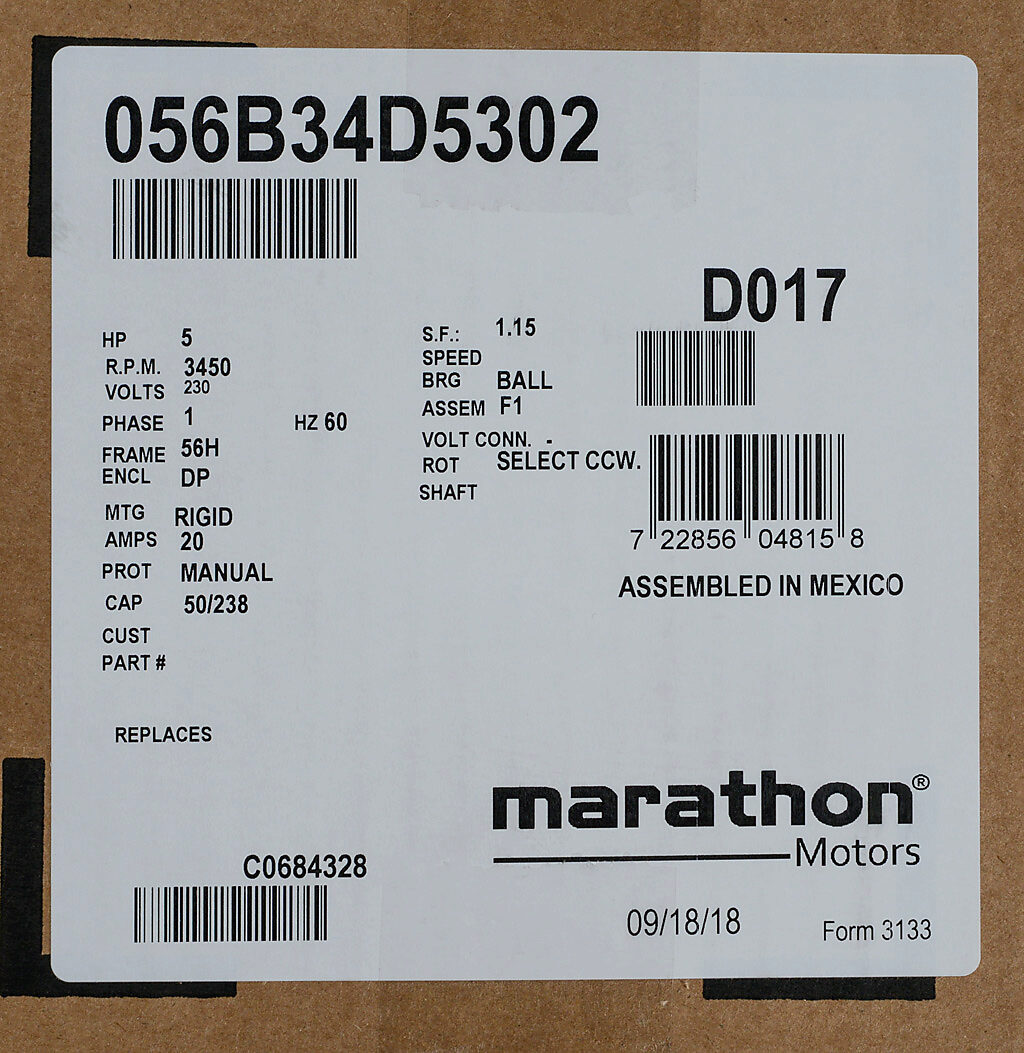 056B34D5302
D017
HP 5
R.P.M. 3450
VOLTS 230
PHASE 1 HZ 60
FRAME 56H
ENCL DP
MTG RIGID
AMPS 20
PROT MANUAL
CAP 50/238
CUST
PART #
REPLACES
S.F.: 1.15
SPEED
BRG BALL
ASSEM F1
VOLT CONN. -
ROT SELECT CCW.
SHAFT
7 22856 04815 8
ASSEMBLED IN MEXICO
marathon®
Motors
C0684328
09/18/18
Form 3133